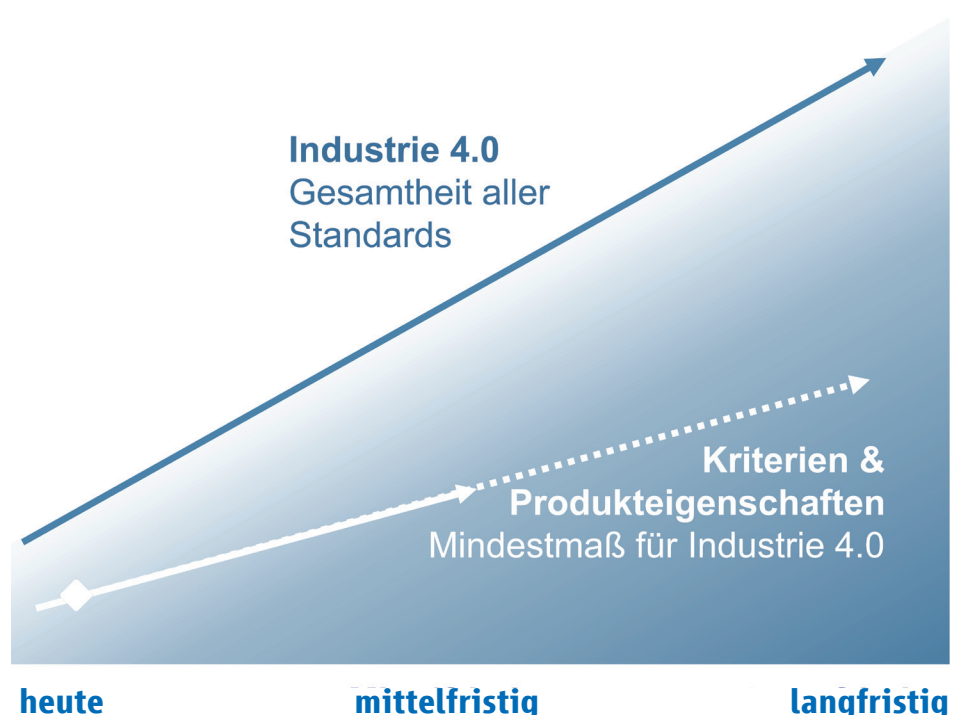 Industrie 4.0
Gesamtheit aller
Standards
Kriterien &
Produkteigenschaften
Mindestmaß für Industrie 4.0
heute mittelfristig langfristig